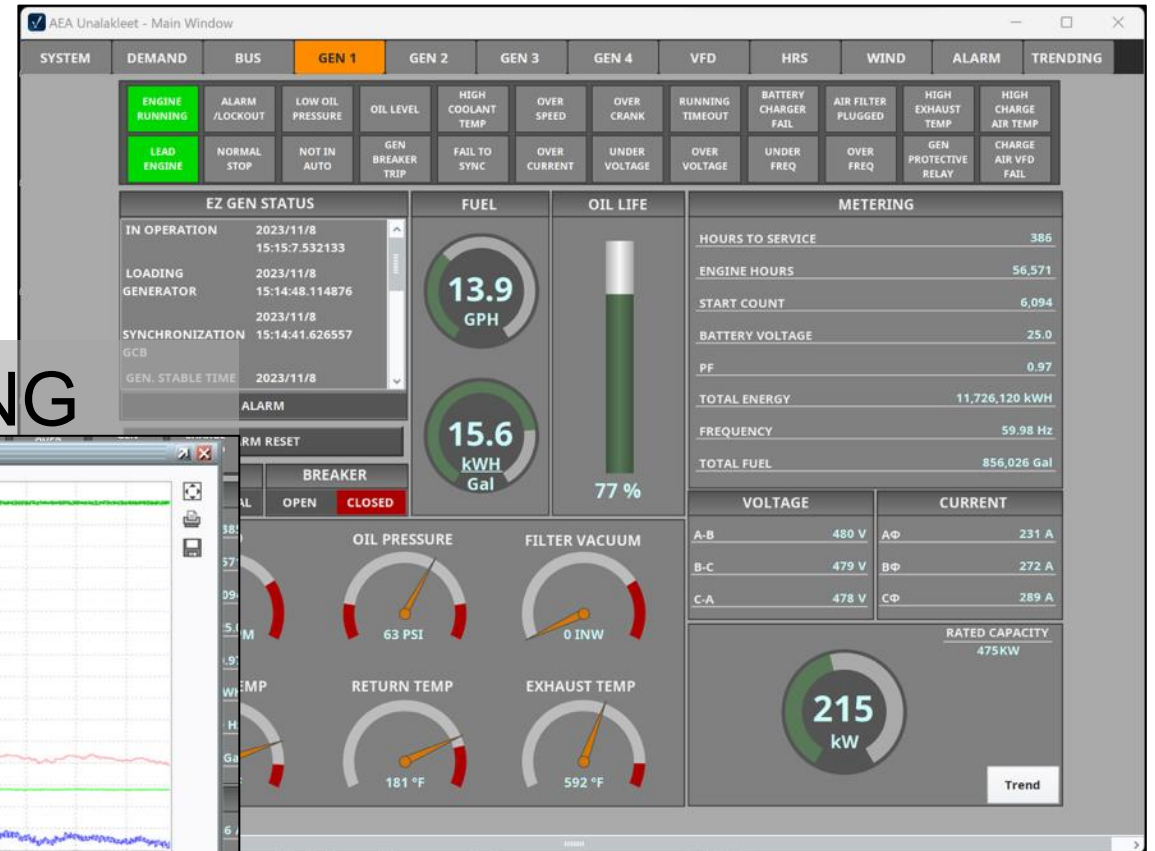 AEA Unalakleet - Main Window
SYSTEM DEMAND BUS GEN 1 GEN 2 GEN 3 GEN 4 VFD HRS WIND ALARM TRENDING
ENGINE RUNNING
ALARM /LOCKOUT
LOW OIL PRESSURE
OIL LEVEL
HIGH COOLANT TEMP
OVER SPEED
OVER CRANK
RUNNING TIMEOUT
BATTERY CHARGER FAIL
AIR FILTER PLUGGED
HIGH EXHAUST TEMP
HIGH CHARGE AIR TEMP
LEAD ENGINE
NORMAL STOP
NOT IN AUTO
GEN BREAKER TRIP
FAIL TO SYNC
OVER CURRENT
UNDER VOLTAGE
OVER VOLTAGE
UNDER FREQ
OVER FREQ
GEN PROTECTIVE RELAY
CHARGE AIR VFD FAIL
EZ GEN STATUS
IN OPERATION 2023/11/8
15:15:7.532133
LOADING 2023/11/8
GENERATOR 15:14:48.114876
2023/11/8
SYNCHRONIZATION 15:14:41.626557
GCB
GEN. STABLE TIME 2023/11/8
ALARM
RM RESET
BREAKER
AL OPEN CLOSED
FUEL
13.9
GPH
15.6
kWH
Gal
OIL LIFE
77 %
METERING
HOURS TO SERVICE 386
ENGINE HOURS 56,571
START COUNT 6,094
BATTERY VOLTAGE 25.0
PF 0.97
TOTAL ENERGY 11,726,120 kWH
FREQUENCY 59.98 Hz
TOTAL FUEL 856,026 Gal
VOLTAGE
A-B 480 V
B-C 479 V
C-A 478 V
CURRENT
AΦ 231 A
BΦ 272 A
CΦ 289 A
OIL PRESSURE
63 PSI
FILTER VACUUM
0 INW
EMP
RETURN TEMP
181 °F
EXHAUST TEMP
592 °F
RATED CAPACITY
475KW
215
kW
Trend
NG